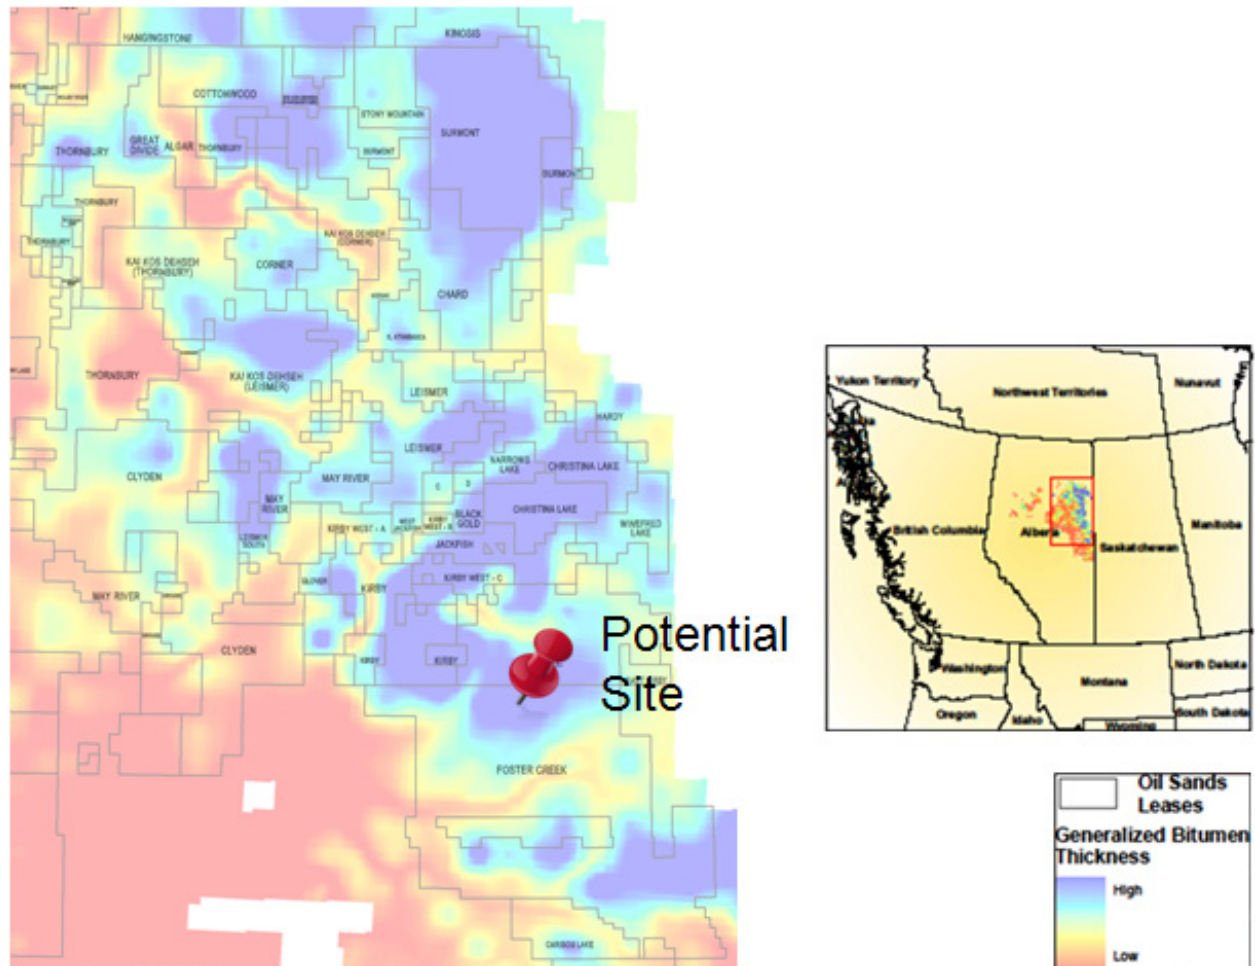 HANGINGSTONE
KINOSIS
COTTONWOOD
STONY MOUNTAIN
SURMONT
GREAT
DIVIDE
ALGAR
THORNBURY
THORNBURY
SURMONT
SURMONT
THORNBURY
THORNBURY
KAI KOS DEHSEH
(CORNER)
KAI KOS DEHSEH
(THORNBURY)
CORNER
CHARD
THORNBURY
KAI KOS DEHSEH
(LEISMER)
LEISMER
HARDY
LEISMER
NARROWS
LAKE
CHRISTINA LAKE
CLYDEN
MAY RIVER
C
D
MAY
RIVER
BLACK
GOLD
CHRISTINA LAKE
KIRBY WEST - A
WEST
JACKFISH
KIRBY
WEST - B
WINEFRED
LAKE
LEISMER
SOUTH
JACKFISH
GLOVER
KIRBY
KIRBY WEST - C
MAY RIVER
CLYDEN
KIRBY
KIRBY
Potential
Site
FOSTER CREEK
CARIBOU LAKE
Yukon Territory
Northwest Territories
Nunavut
British Columbia
Alberta
Saskatchewan
Manitoba
Washington
Montana
North Dakota
South Dakota
Oregon
Idaho
Wyoming
Oil Sands
Leases
Generalized Bitumen
Thickness
High
Low